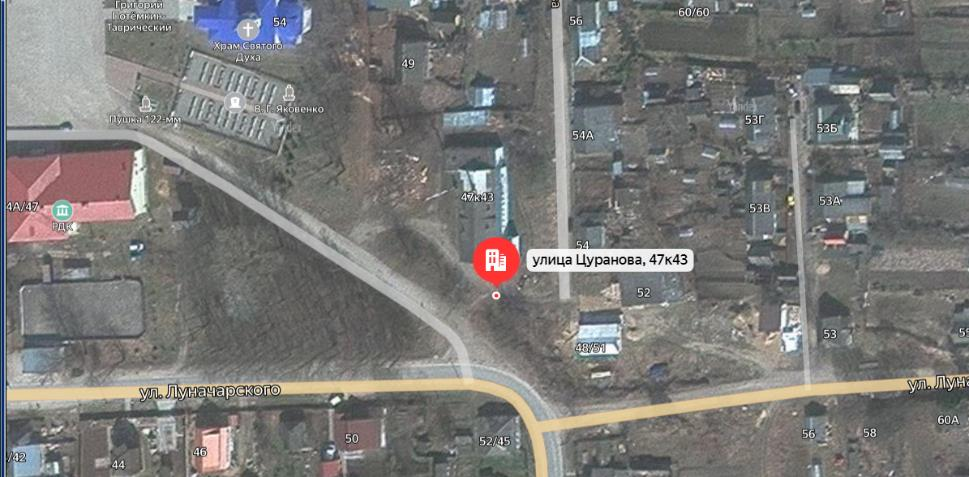 Григорий
Потёмкин-
Таврический
54
Храм Святого
Духа
56
60/60
49
В. Г. Яковенко
Пушка 122-мм
54А
53Г
53Б
4А/47
РДК
47к43
53В
53А
54
улица Цуранова, 47к43
52
48/51
53
ул. Луначарского
ул. Луна
50
52/45
56
58
60А
/42
44
46